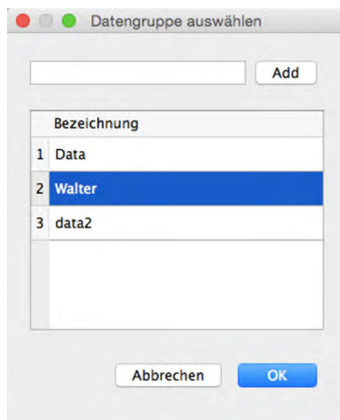 Datengruppe auswählen
Add
Bezeichnung
1 Data
2 Walter
3 data2
Abbrechen OK